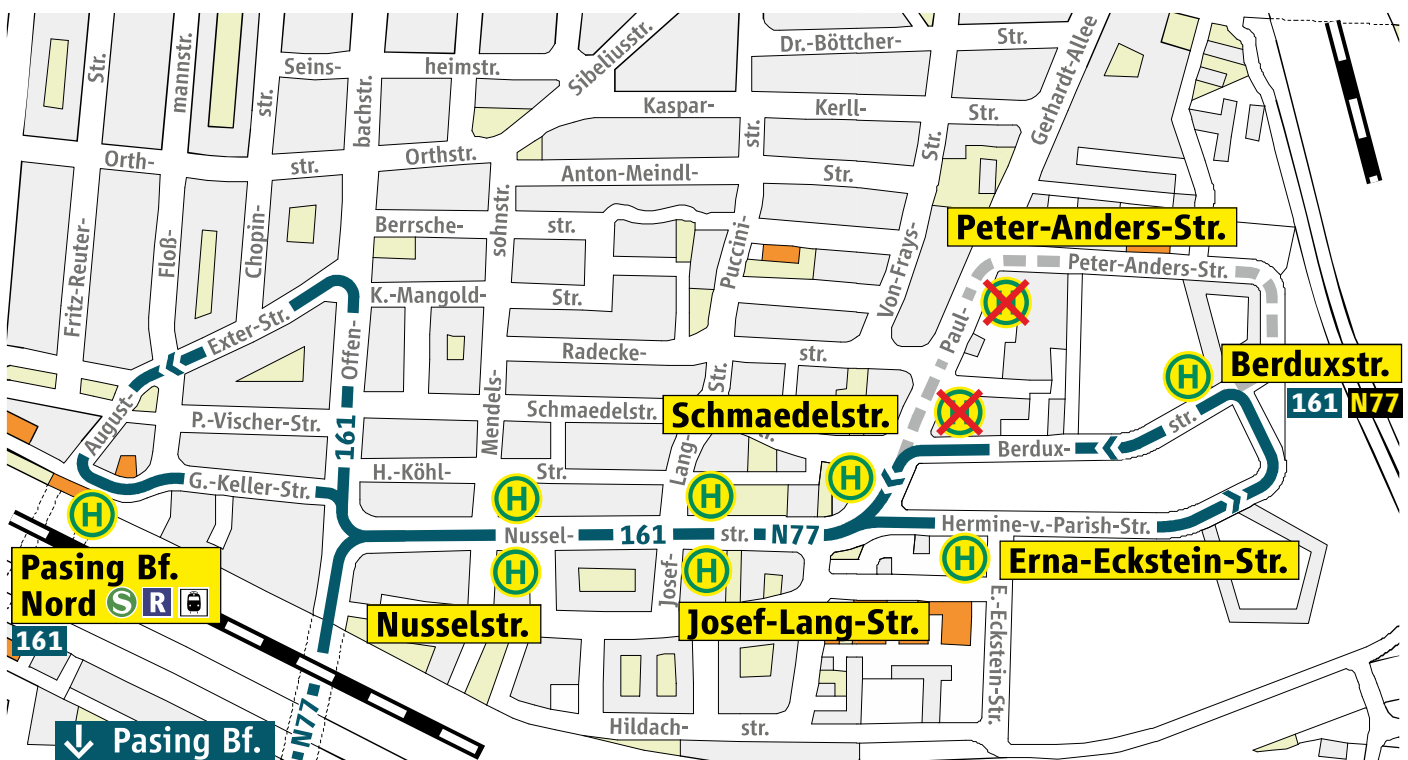 Str.
mannstr.
str.
Seins-
bachstr.
heimstr.
Sibeliusstr.
Dr.-Böttcher-
Str.
Gerhardt-Allee
Kaspar-
Kerll-
Str.
str.
Str.
Orth-
str.
Orthstr.
Anton-Meindl-
Str.
Fritz-Reuter-
Floß-
Chopin-
Berrsche-
sohnstr.
str.
Puccini-
Von-Frays-
Peter-Anders-Str.
Peter-Anders-Str.
K.-Mangold-
Str.
Exter-Str.
Offen-
Paul-
H
H
Radecke-
str.
Str.
Berduxstr.
H
161 N77
August-
P.-Vischer-Str.
161
Mendels-
Schmaedelstr.
Schmaedelstr.
Lang-
str.
Berdux-
G.-Keller-Str.
H.-Köhl-
Str.
H
H
H
H
Nussel-
161
str.
N77
Hermine-v.-Parish-Str.
Pasing Bf.
Nord S R
161
H
Josef-
H
H
Erna-Eckstein-Str.
Nusselstr.
Josef-Lang-Str.
E.-Eckstein-Str.
Hildach-
str.
N77
↓ Pasing Bf.